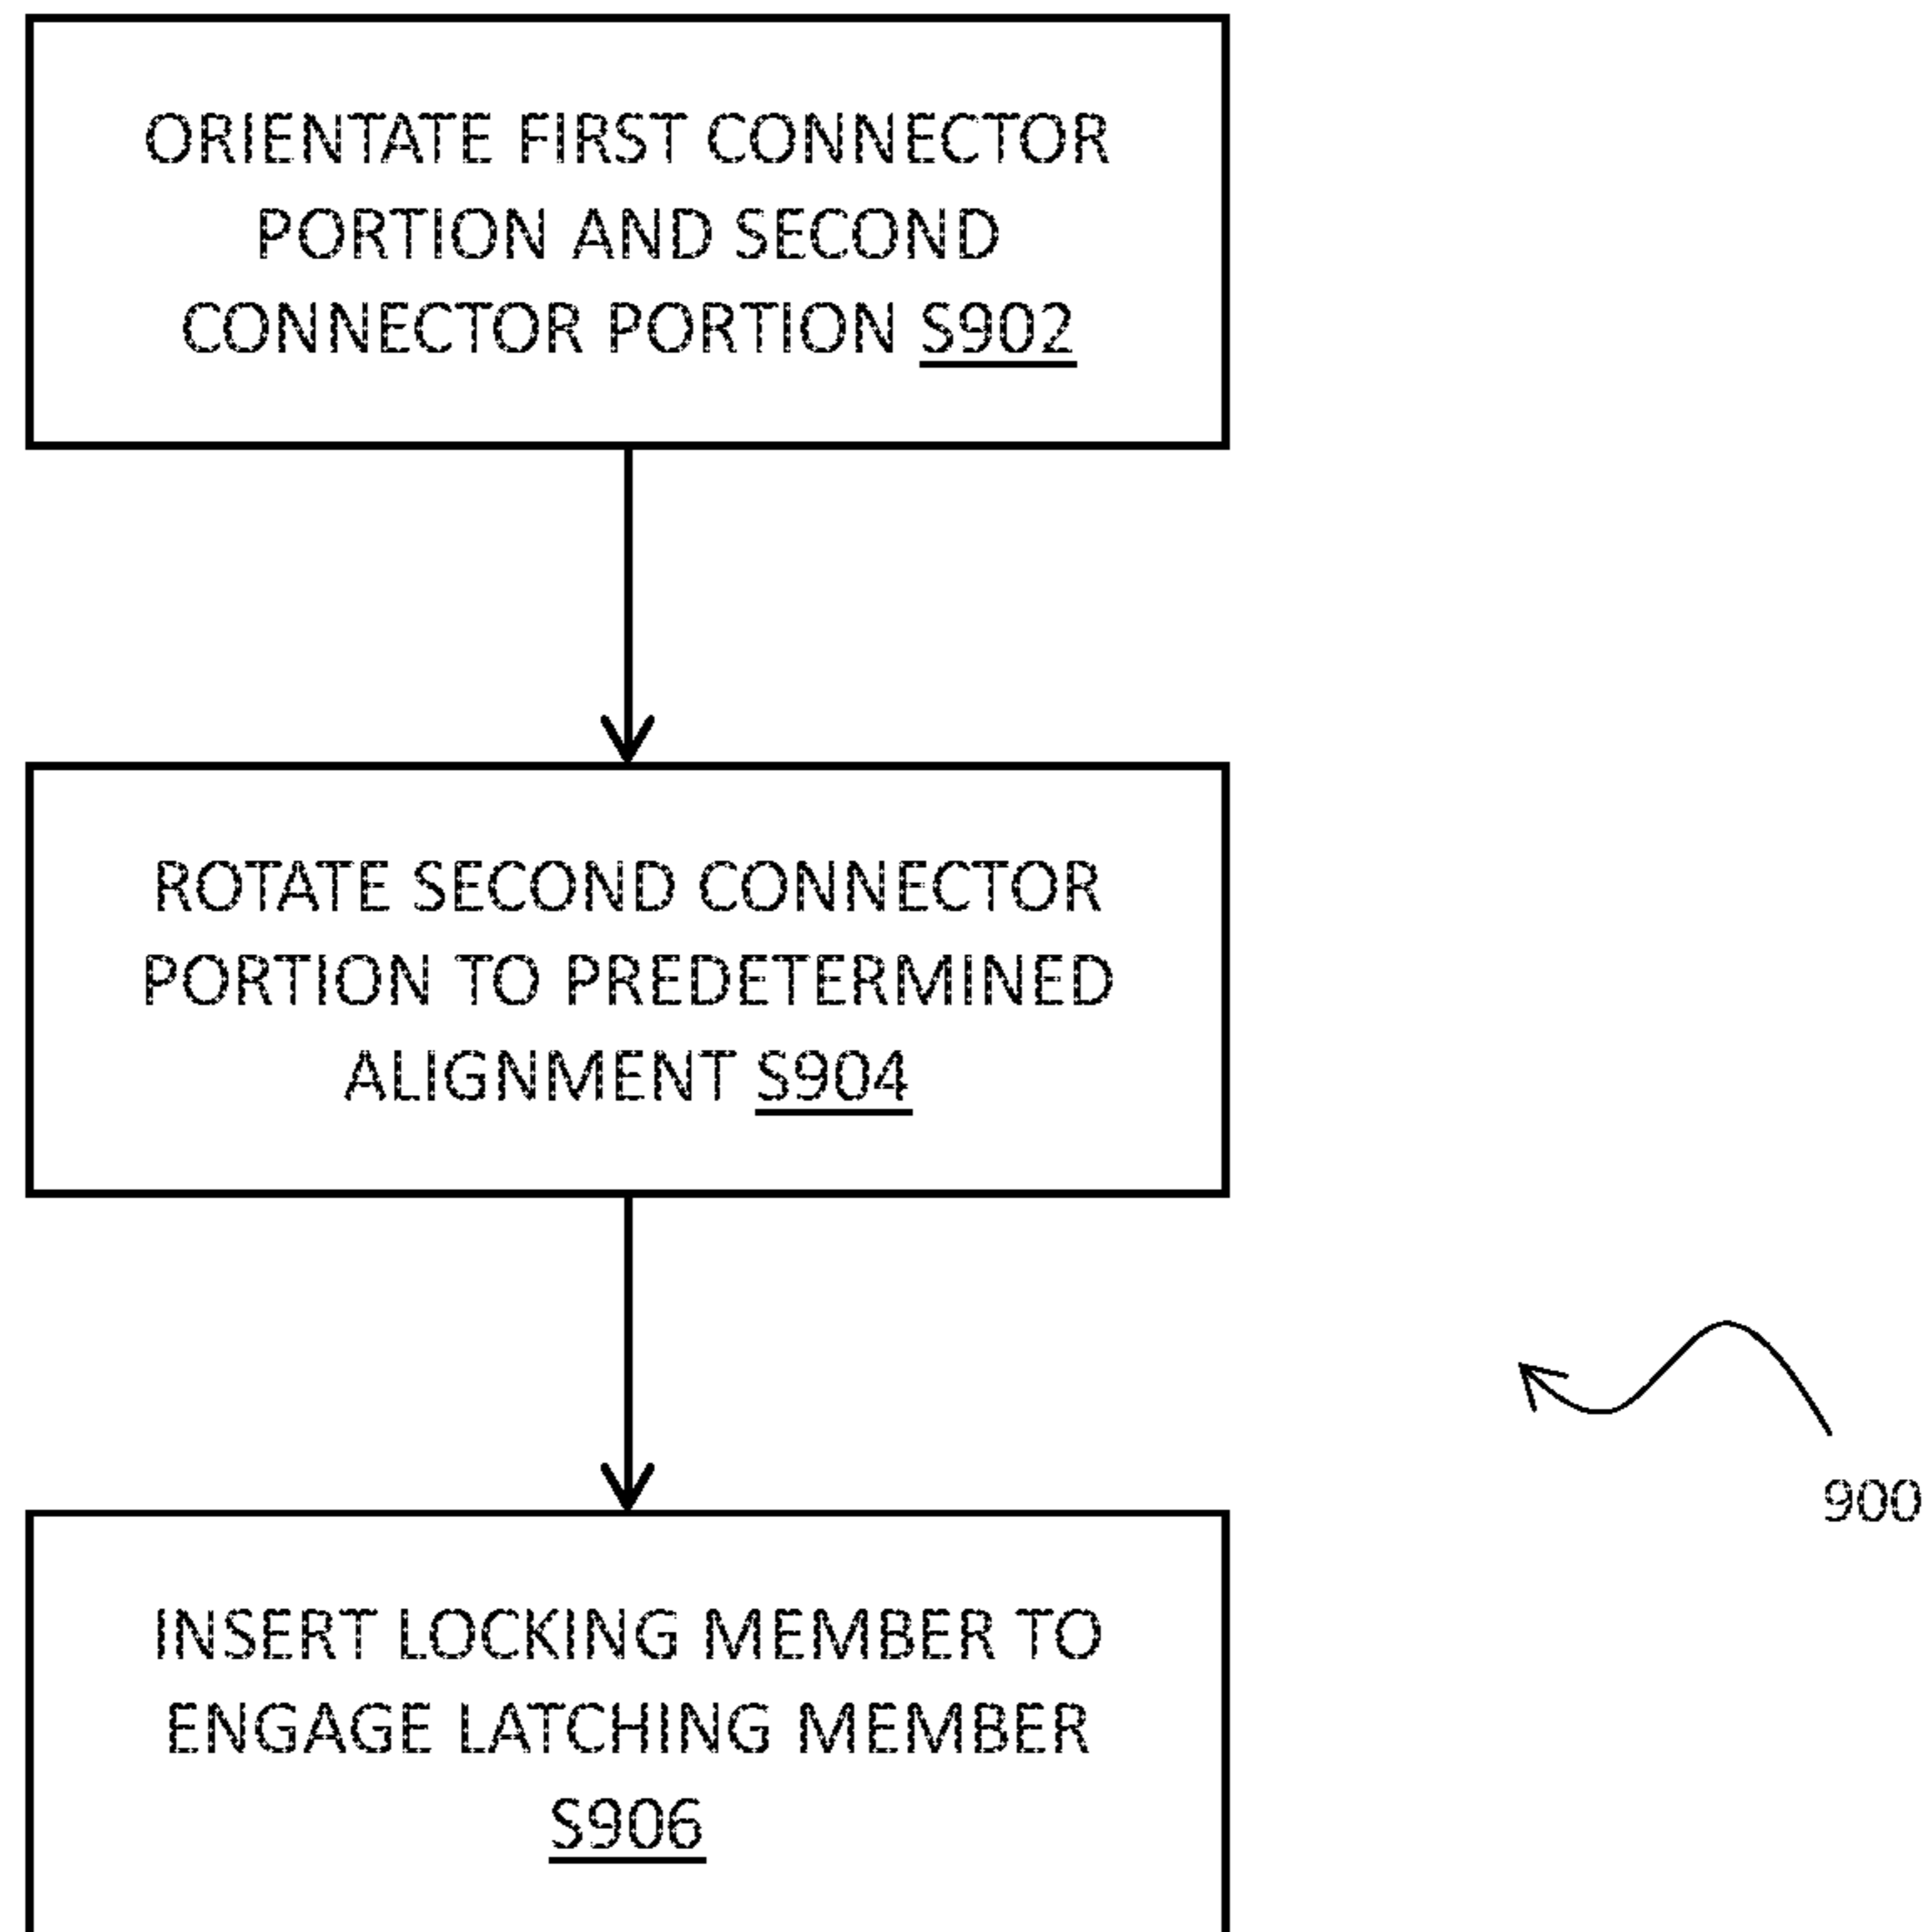 ORIENTATE FIRST CONNECTOR
PORTION AND SECOND
CONNECTOR PORTION S902
ROTATE SECOND CONNECTOR
PORTION TO PREDETERMINED
ALIGNMENT S904
900
INSERT LOCKING MEMBER TO
ENGAGE LATCHING MEMBER
S906